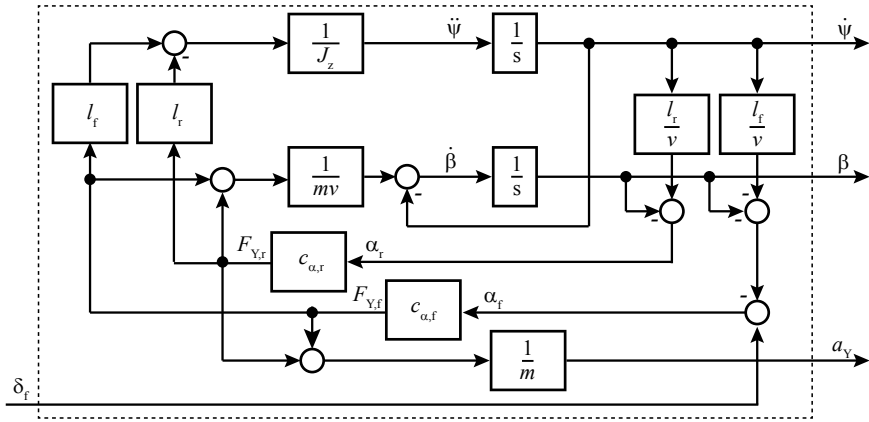 1/J_z ψ̈ 1/s ψ̇
l_f l_r l_r/v l_f/v
1/mv β̇ 1/s β
- - - -
F_Y,r c_α,r α_r
F_Y,f c_α,f α_f -
1/m a_Y
δ_f